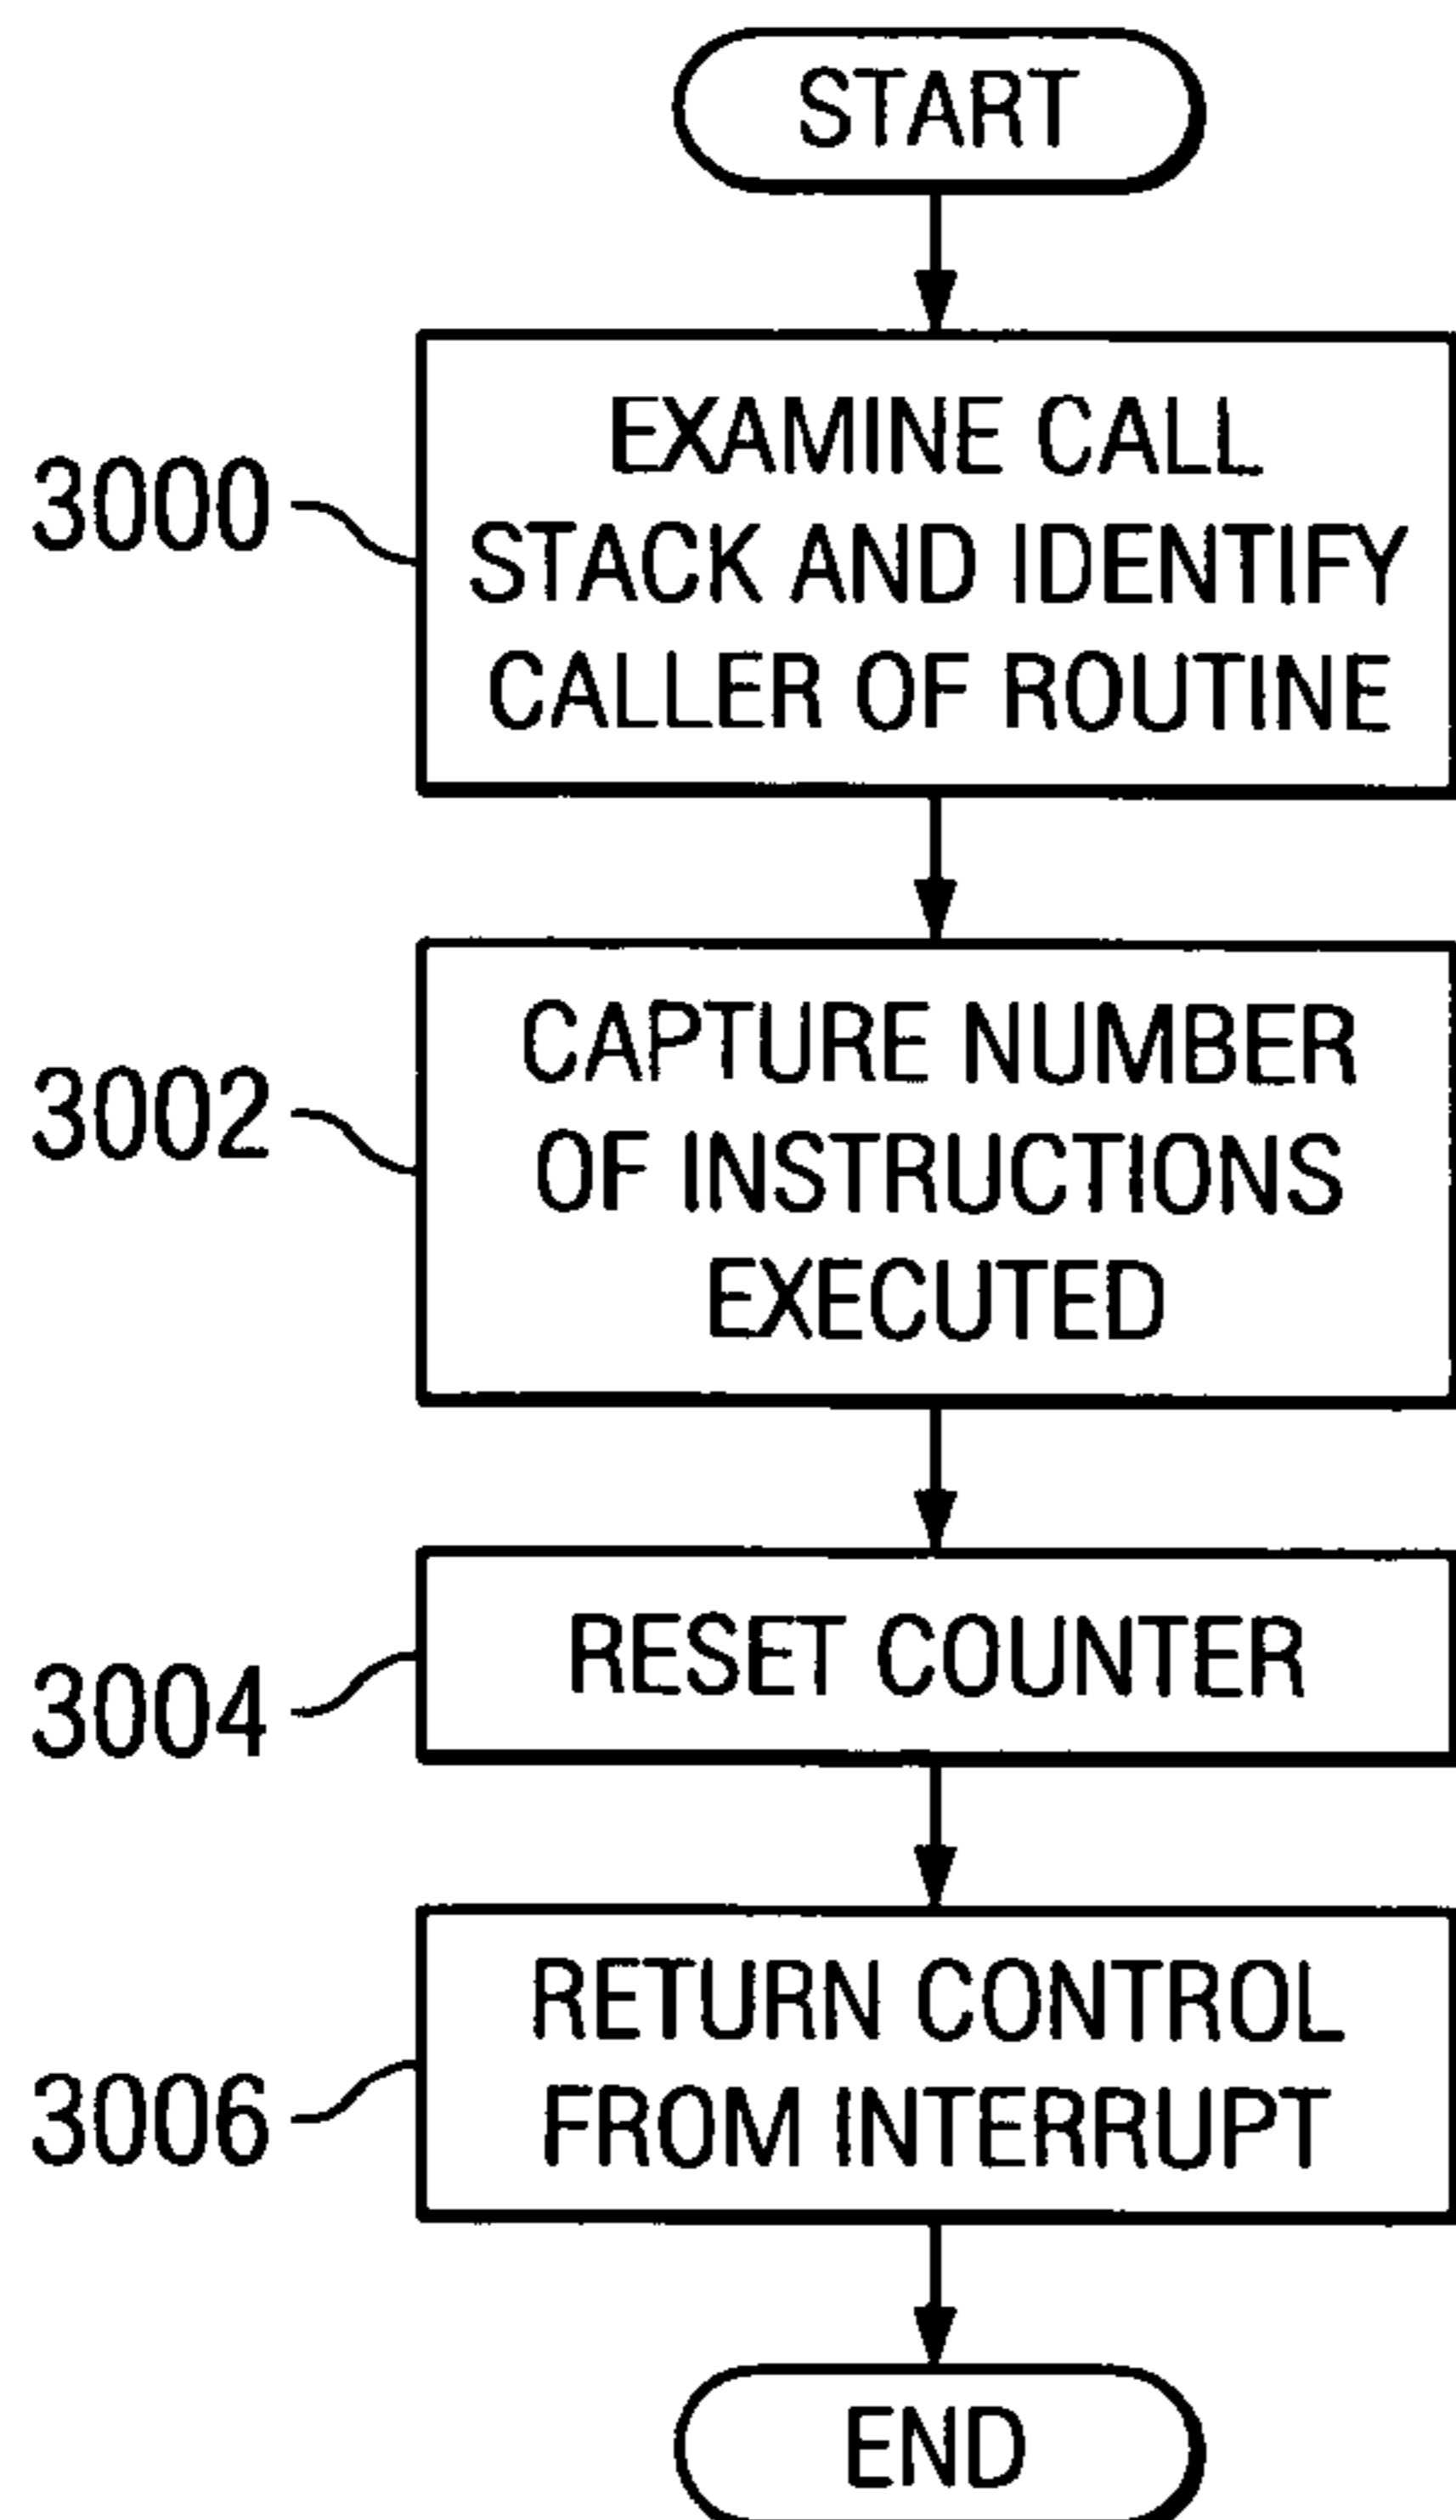 START
3000
EXAMINE CALL
STACK AND IDENTIFY
CALLER OF ROUTINE
3002
CAPTURE NUMBER
OF INSTRUCTIONS
EXECUTED
3004
RESET COUNTER
3006
RETURN CONTROL
FROM INTERRUPT
END